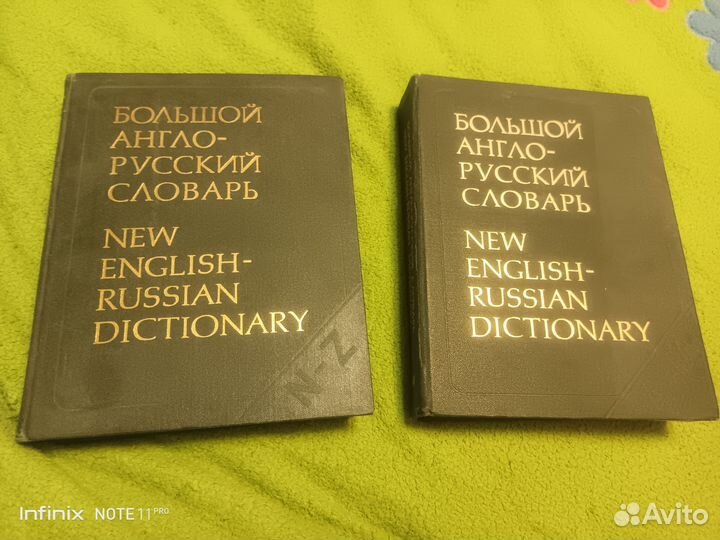 БОЛЬШОЙ
АНГЛО-
РУССКИЙ
СЛОВАРЬ
NEW
ENGLISH-
RUSSIAN
DICTIONARY
N-Z
БОЛЬШОЙ
АНГЛО-
РУССКИЙ
СЛОВАРЬ
NEW
ENGLISH-
RUSSIAN
DICTIONARY
Infinix NOTE 11 PRO
Avito